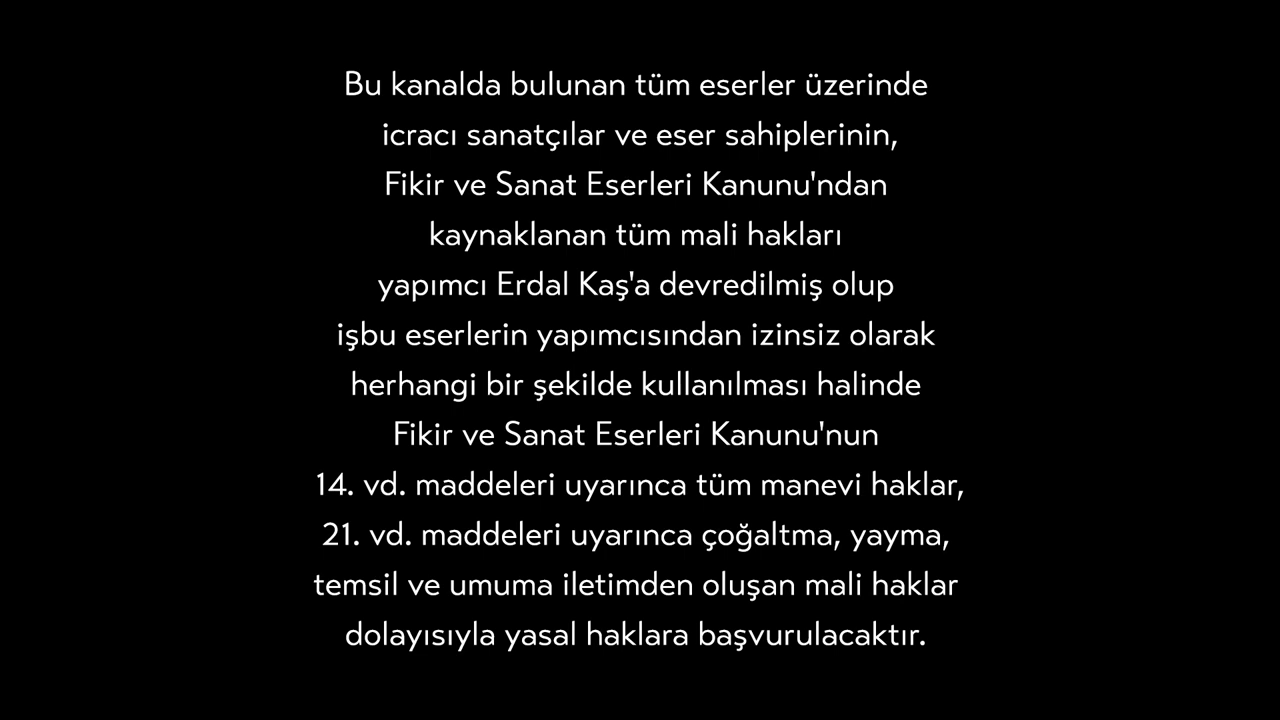 Bu kanalda bulunan tüm eserler üzerinde
icracı sanatçılar ve eser sahiplerinin,
Fikir ve Sanat Eserleri Kanunu'ndan
kaynaklanan tüm mali hakları
yapımcı Erdal Kaş'a devredilmiş olup
işbu eserlerin yapımcısından izinsiz olarak
herhangi bir şekilde kullanılması halinde
Fikir ve Sanat Eserleri Kanunu'nun
14. vd. maddeleri uyarınca tüm manevi haklar,
21. vd. maddeleri uyarınca çoğaltma, yayma,
temsil ve umuma iletimden oluşan mali haklar
dolayısıyla yasal haklara başvurulacaktır.